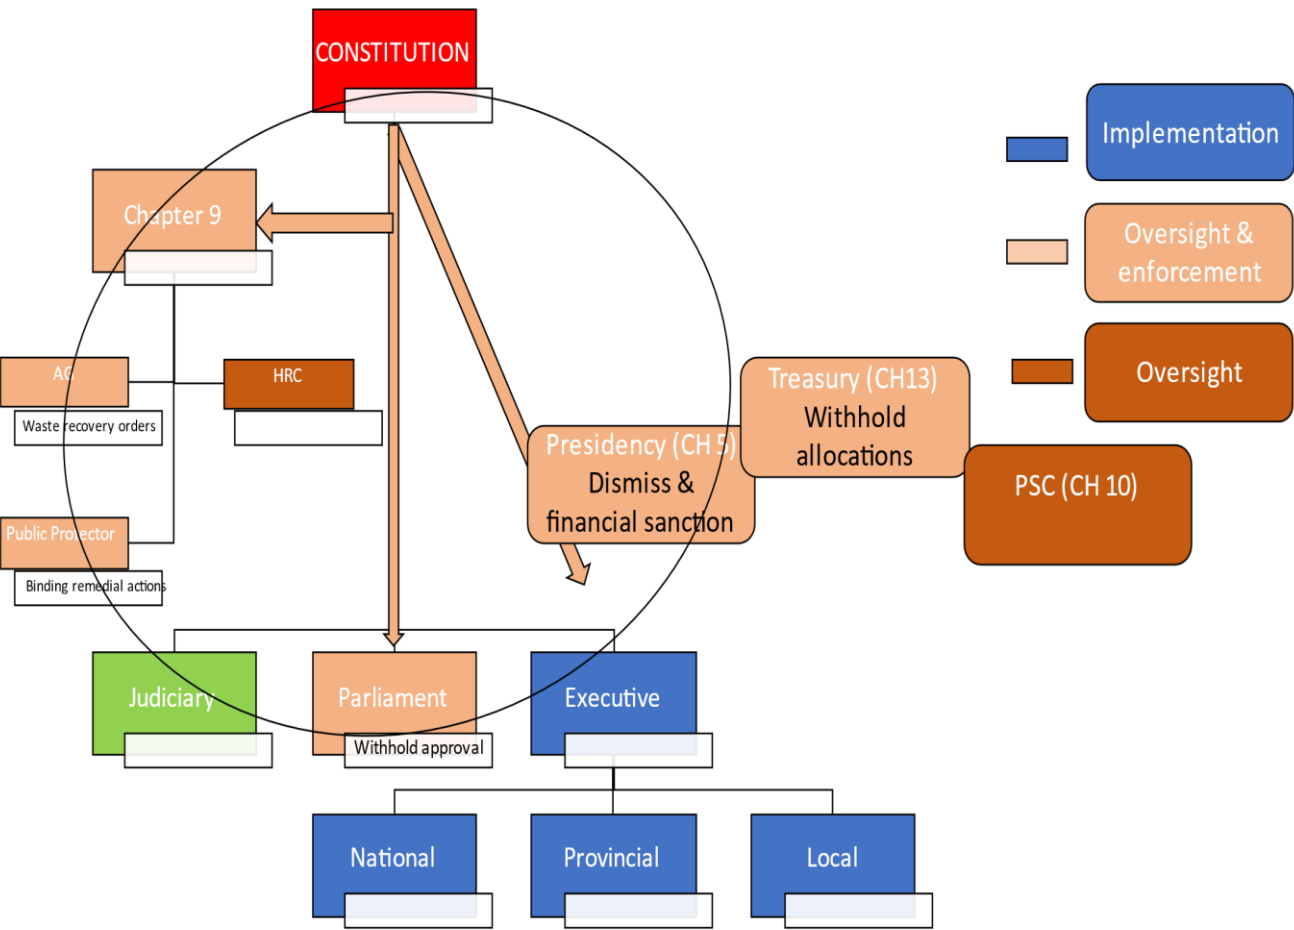 CONSTITUTION
Implementation
Chapter 9
Oversight &
enforcement
Oversight
AG
HRC
Waste recovery orders
Treasury (CH13)
Withhold
allocations
Presidency (CH 5)
Dismiss &
financial sanction
PSC (CH 10)
Public Protector
Binding remedial actions
Judiciary
Parliament
Executive
Withhold approval
National
Provincial
Local